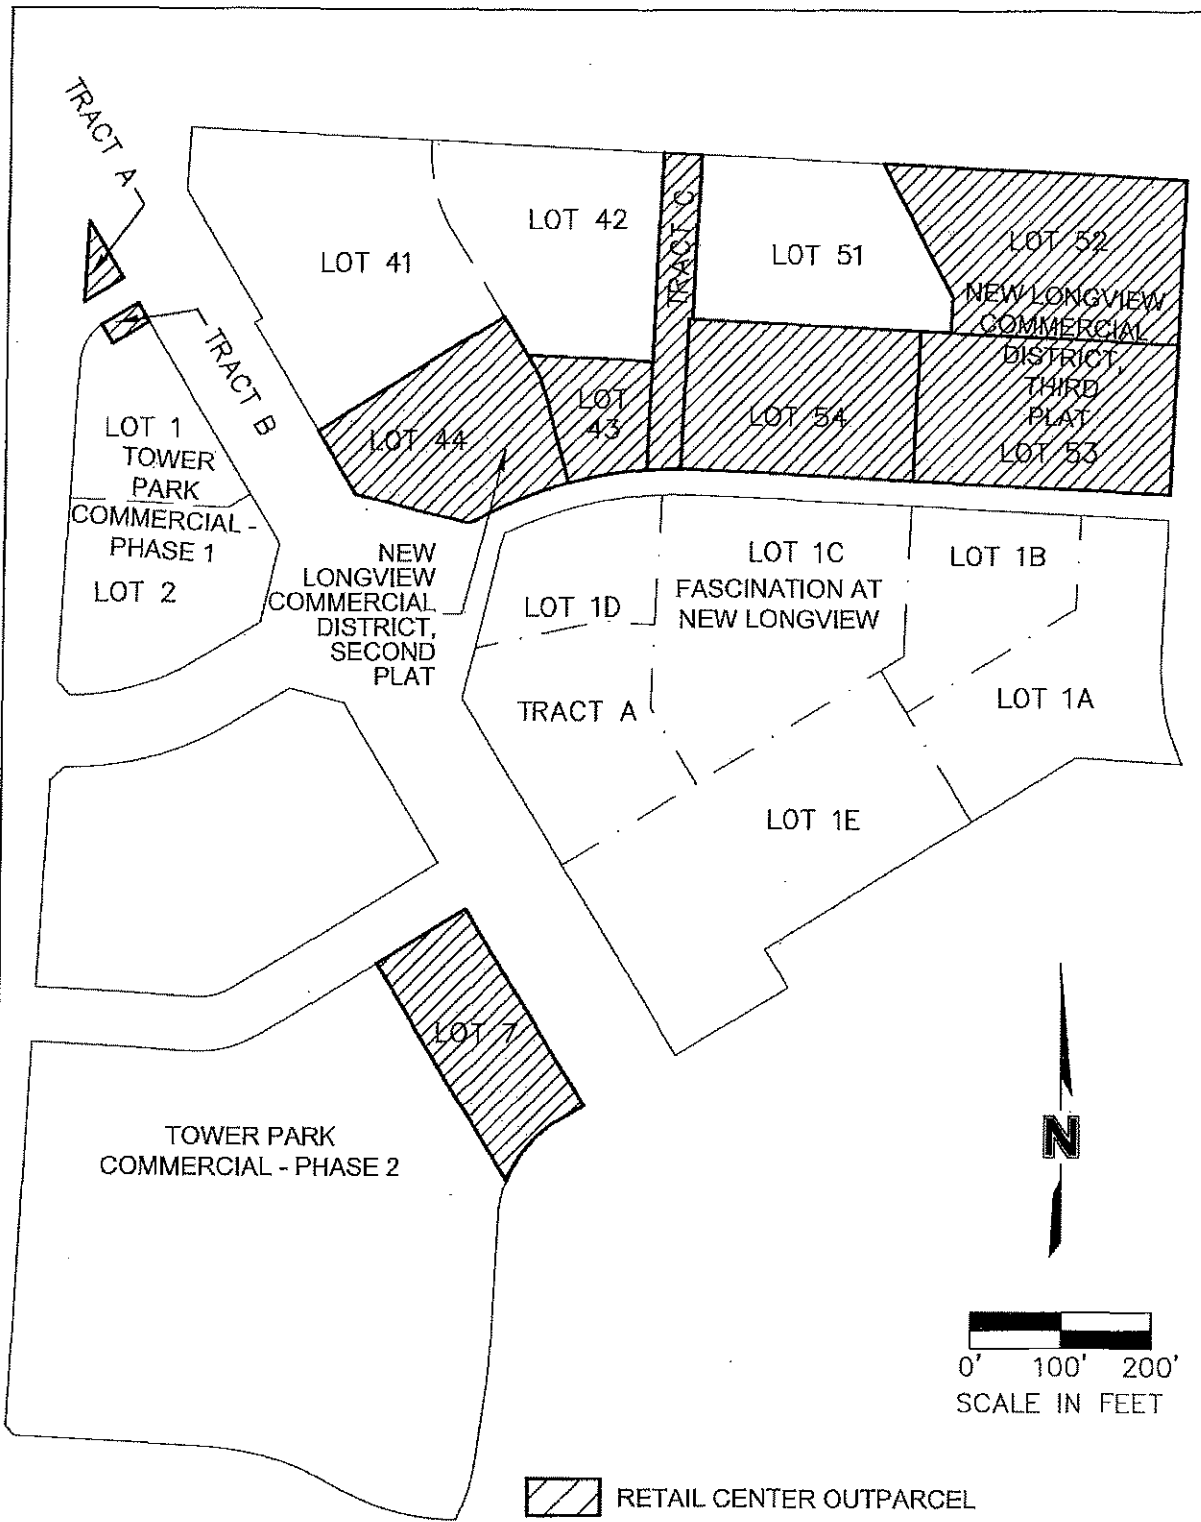 TRACT A
LOT 41
LOT 42
TRACT C
LOT 51
LOT 52
NEW LONGVIEW
COMMERCIAL
DISTRICT,
THIRD
PLAT
LOT 53
TRACT B
LOT 44
LOT
43
LOT 54
LOT 1
TOWER
PARK
COMMERCIAL -
PHASE 1
LOT 2
NEW
LONGVIEW
COMMERCIAL
DISTRICT,
SECOND
PLAT
LOT 1D
LOT 1C
FASCINATION AT
NEW LONGVIEW
LOT 1B
TRACT A
LOT 1A
LOT 1E
LOT 7
TOWER PARK
COMMERCIAL - PHASE 2
N
0' 100' 200'
SCALE IN FEET
RETAIL CENTER OUTPARCEL